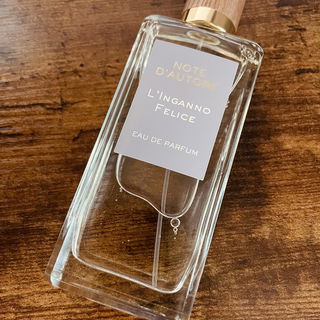 NOTE
D'AUTORE
L'INGANNO
FELICE
EAU DE PARFUM